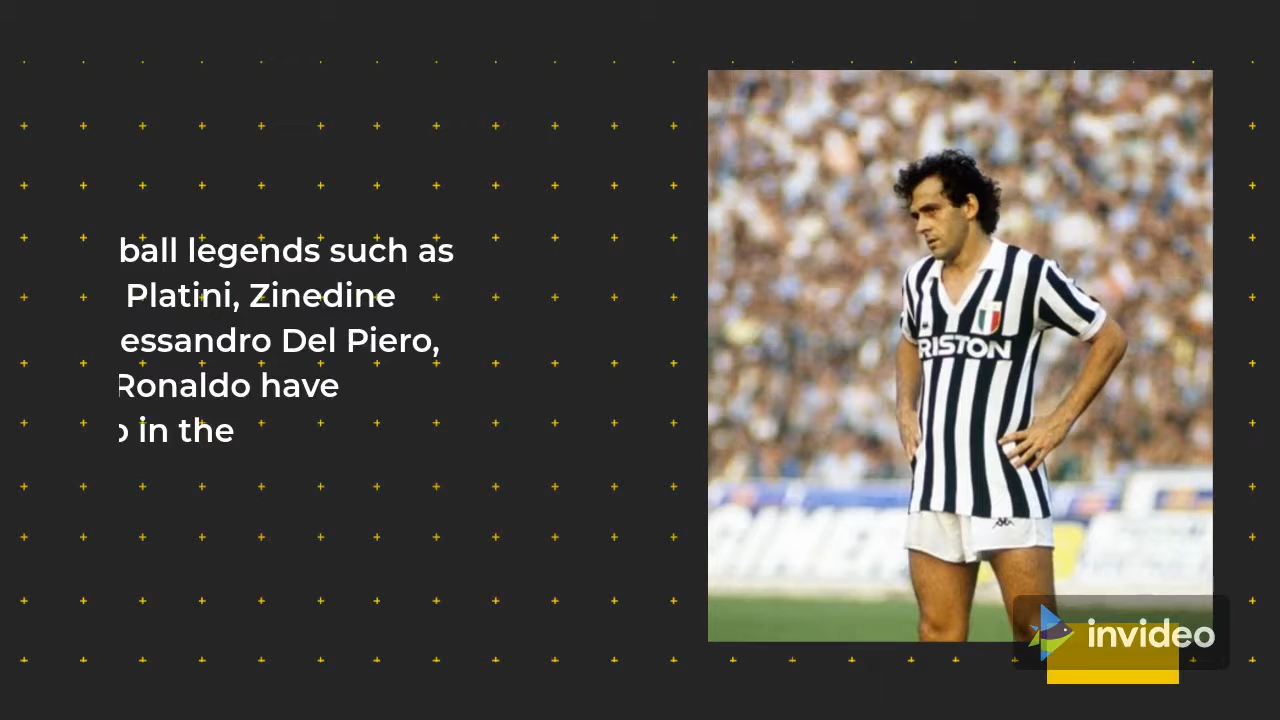 ball legends such as
Platini, Zinedine
essandro Del Piero,
Ronaldo have
in the
RISTON
invideo